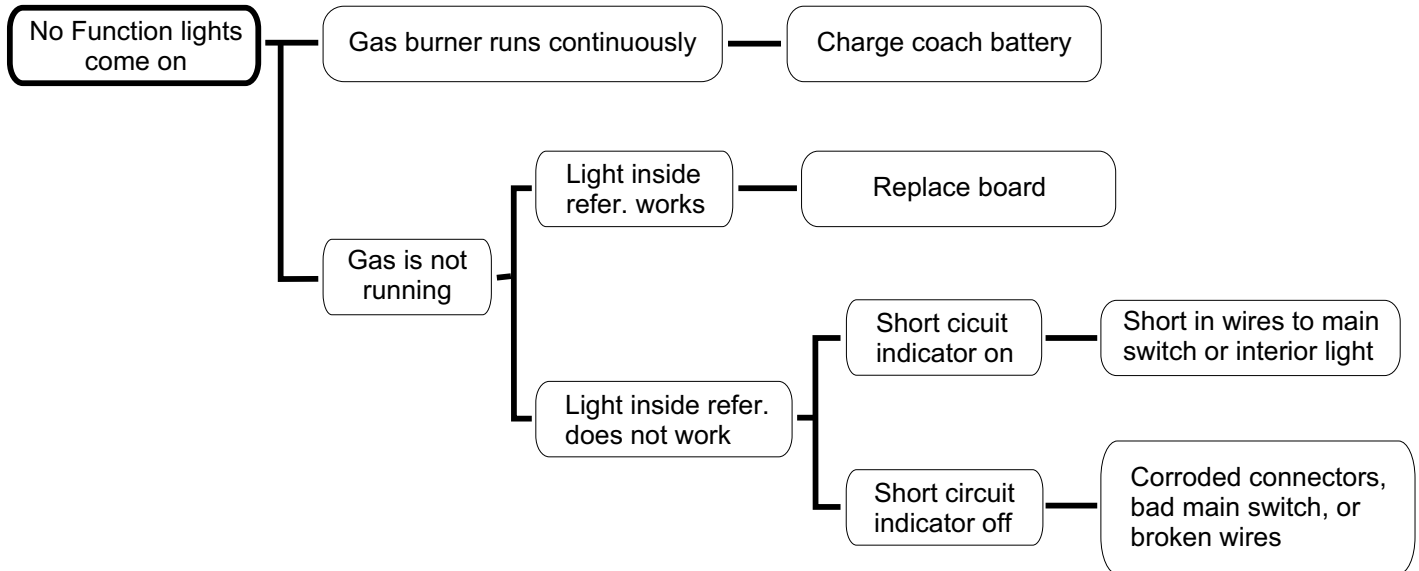 No Function lights
come on
Gas burner runs continuously
Charge coach battery
Light inside
refer. works
Replace board
Gas is not
running
Short cicuit
indicator on
Short in wires to main
switch or interior light
Light inside refer.
does not work
Short circuit
indicator off
Corroded connectors,
bad main switch, or
broken wires